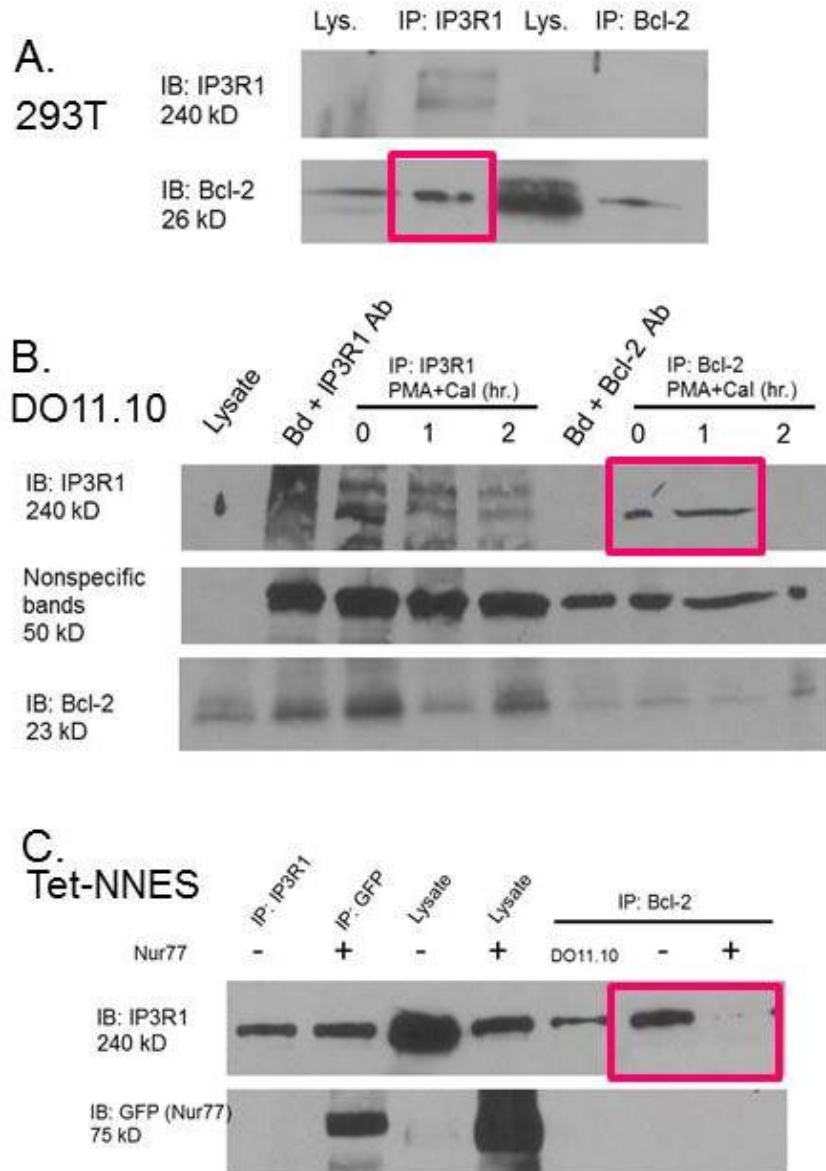 Lys. IP: IP3R1 Lys. IP: Bcl-2
A.
293T
IB: IP3R1
240 kD
IB: Bcl-2
26 kD
B.
DO11.10
Lysate
Bd + IP3R1 Ab
IP: IP3R1
PMA+Cal (hr.)
0 1 2
Bd + Bcl-2 Ab
IP: Bcl-2
PMA+Cal (hr.)
0 1 2
IB: IP3R1
240 kD
Nonspecific
bands
50 kD
IB: Bcl-2
23 kD
C.
Tet-NNES
IP: IP3R1
IP: GFP
Lysate
Lysate
IP: Bcl-2
Nur77 - + - + DO11.10 - +
IB: IP3R1
240 kD
IB: GFP (Nur77)
75 kD